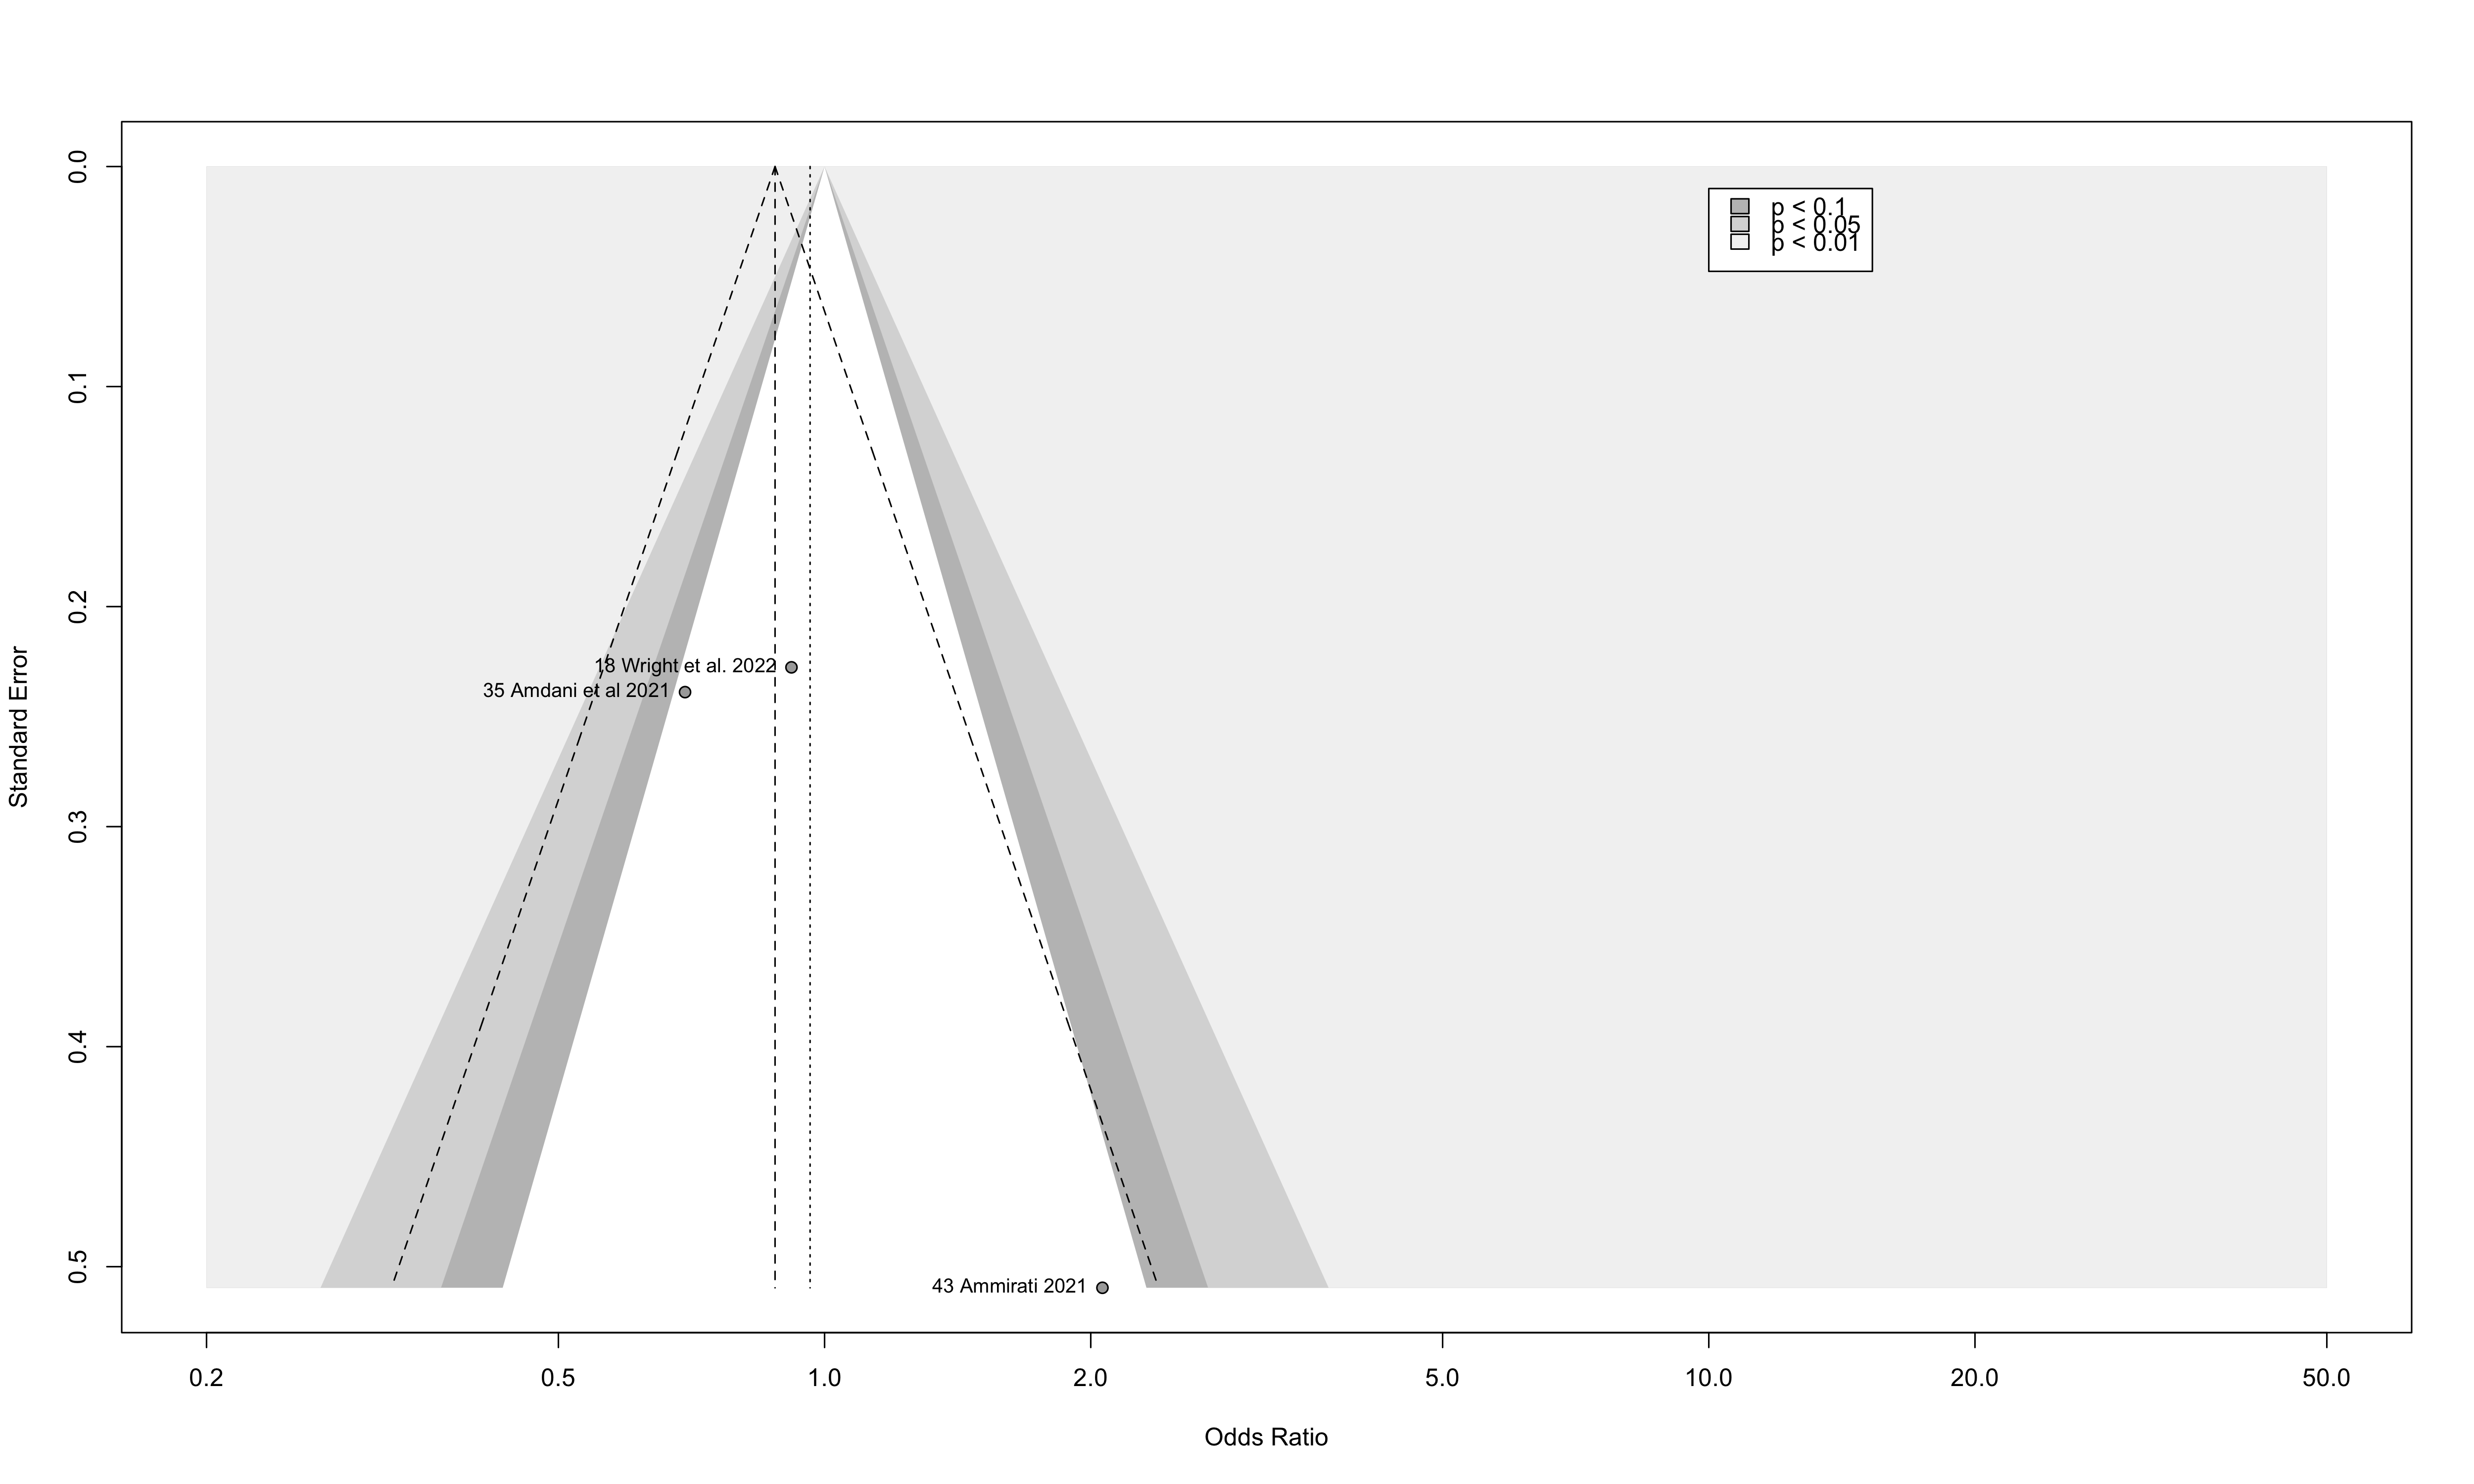 0.0
0.1
0.2
0.3
0.4
0.5
Standard Error
p < 0.1
p < 0.05
p < 0.01
18 Wright et al. 2022
35 Amdani et al 2021
43 Ammirati 2021
0.2 0.5 1.0 2.0 5.0 10.0 20.0 50.0
Odds Ratio